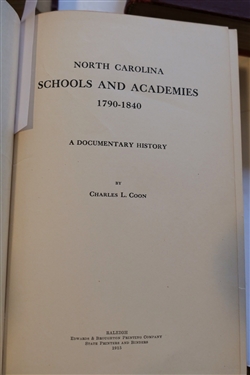 NORTH CAROLINA
SCHOOLS AND ACADEMIES
1790-1840
A DOCUMENTARY HISTORY
BY
CHARLES L. COON
RALEIGH
EDWARDS & BROUGHTON PRINTING COMPANY
STATE PRINTERS AND BINDERS
1915